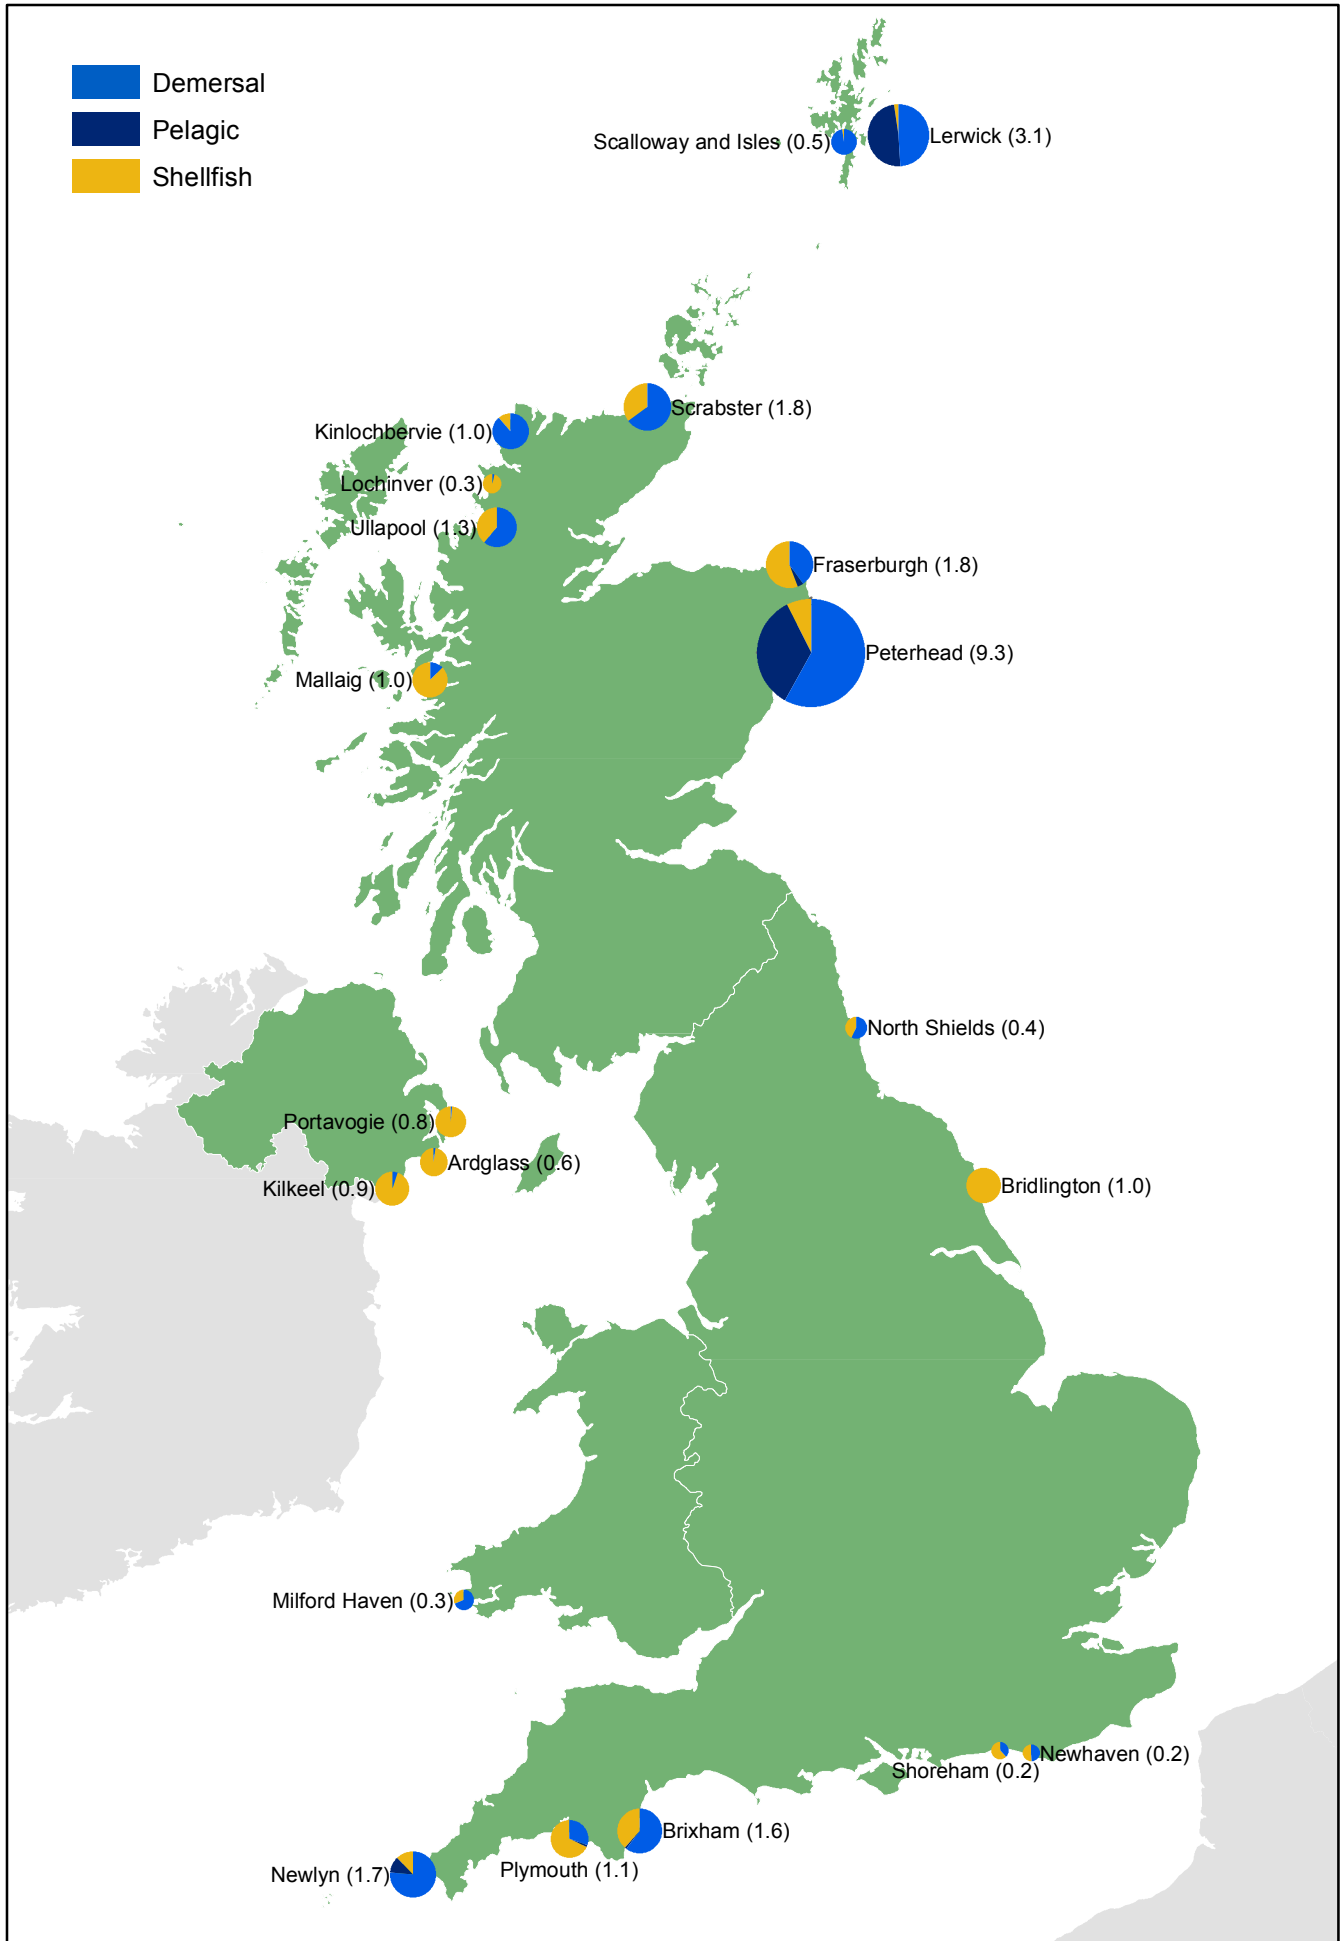 Demersal
Pelagic
Shellfish
Scalloway and Isles (0.5)
Lerwick (3.1)
Scrabster (1.8)
Kinlochbervie (1.0)
Lochinver (0.3)
Ullapool (1.3)
Fraserburgh (1.8)
Peterhead (9.3)
Mallaig (1.0)
North Shields (0.4)
Portavogie (0.8)
Ardglass (0.6)
Kilkeel (0.9)
Bridlington (1.0)
Milford Haven (0.3)
Newhaven (0.2)
Shoreham (0.2)
Brixham (1.6)
Plymouth (1.1)
Newlyn (1.7)